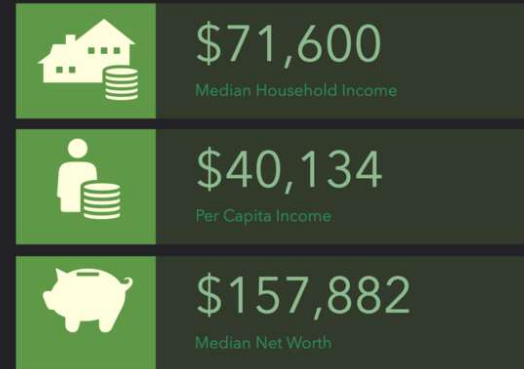 $71,600
Median Household Income
$40,134
Per Capita Income
$157,882
Median Net Worth